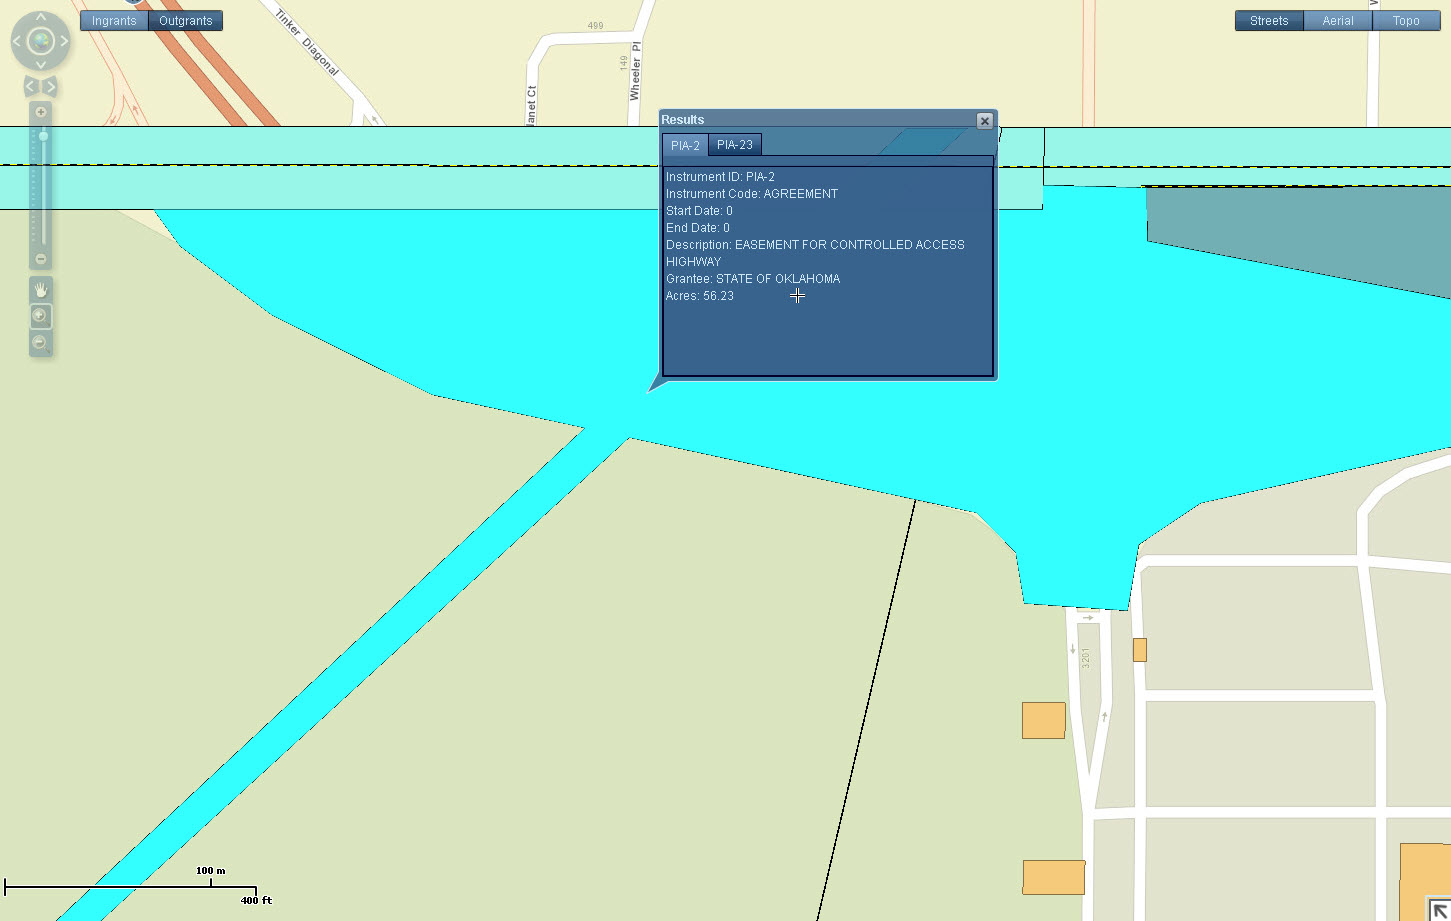 Ingrants
Outgrants
Streets
Aerial
Topo
Tinker Diagonal
499
149
Wheeler Pl
Janet Ct
Results
PIA-2
PIA-23
Instrument ID: PIA-2
Instrument Code: AGREEMENT
Start Date: 0
End Date: 0
Description: EASEMENT FOR CONTROLLED ACCESS
HIGHWAY
Grantee: STATE OF OKLAHOMA
Acres: 56.23
3201
100 m
400 ft